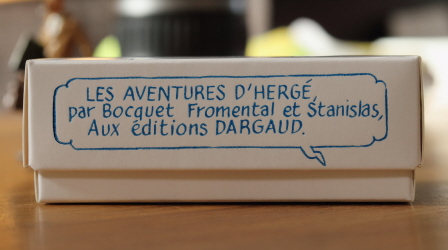 LES AVENTURES D'HERGÉ,
par Bocquet Fromental et Stanislas,
Aux éditions DARGAUD.